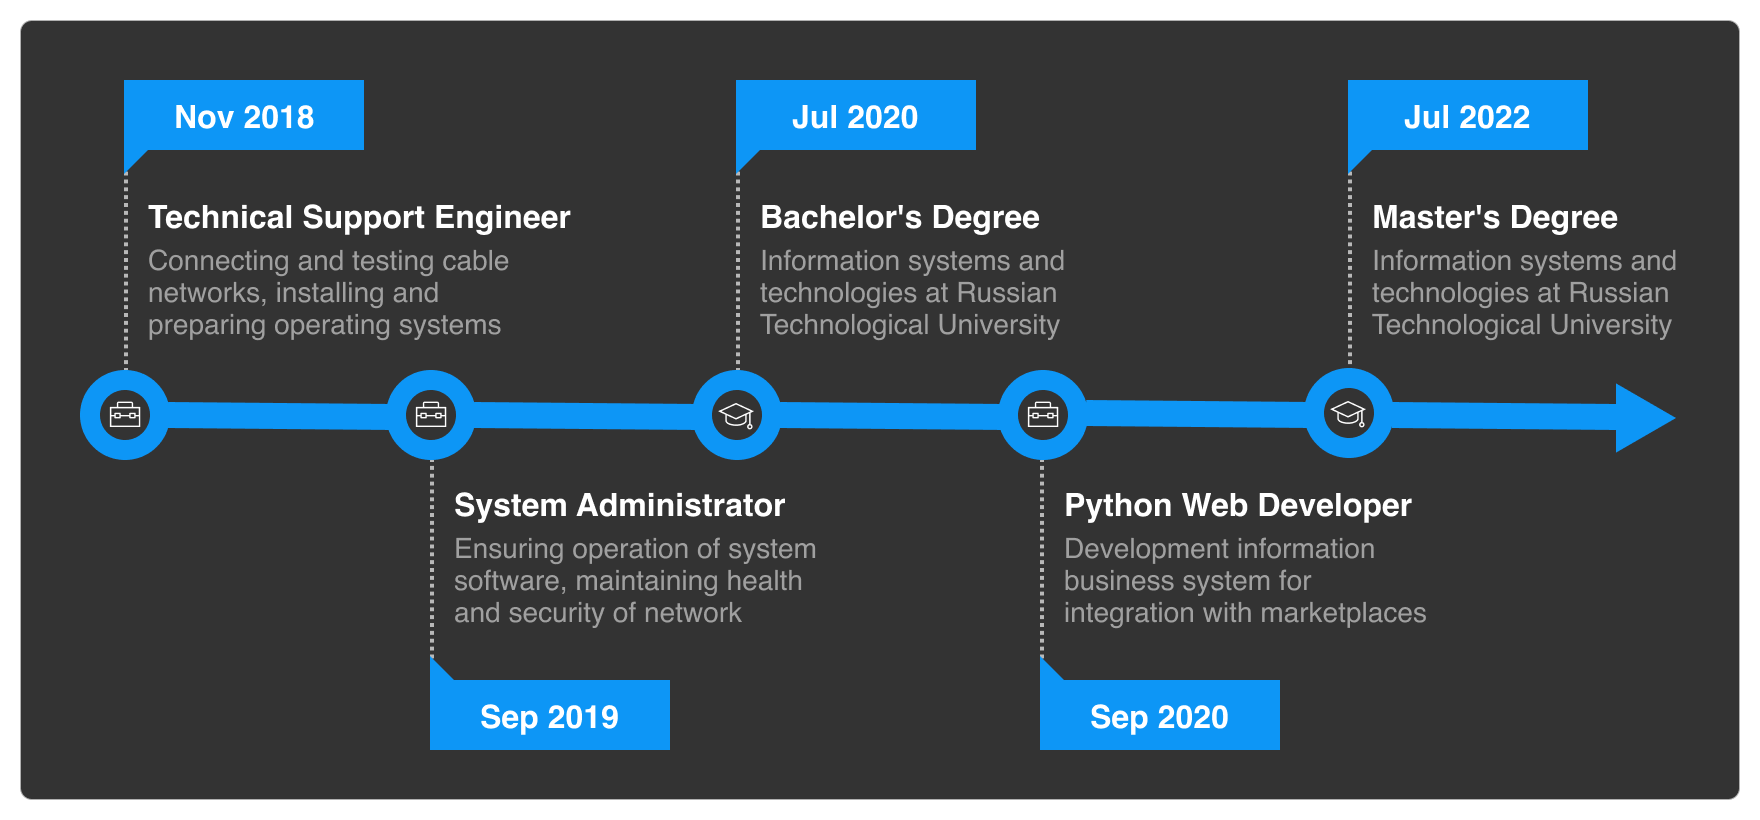 Nov 2018
Technical Support Engineer
Connecting and testing cable
networks, installing and
preparing operating systems
Jul 2020
Bachelor's Degree
Information systems and
technologies at Russian
Technological University
Jul 2022
Master's Degree
Information systems and
technologies at Russian
Technological University
System Administrator
Ensuring operation of system
software, maintaining health
and security of network
Sep 2019
Python Web Developer
Development information
business system for
integration with marketplaces
Sep 2020